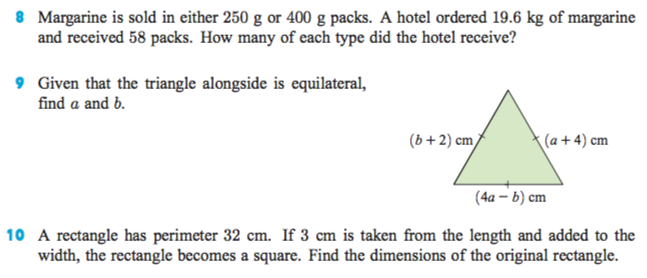 8 Margarine is sold in either 250 g or 400 g packs. A hotel ordered 19.6 kg of margarine
and received 58 packs. How many of each type did the hotel receive?
9 Given that the triangle alongside is equilateral,
find a and b.
(b + 2) cm
(a + 4) cm
(4a − b) cm
10 A rectangle has perimeter 32 cm. If 3 cm is taken from the length and added to the
width, the rectangle becomes a square. Find the dimensions of the original rectangle.